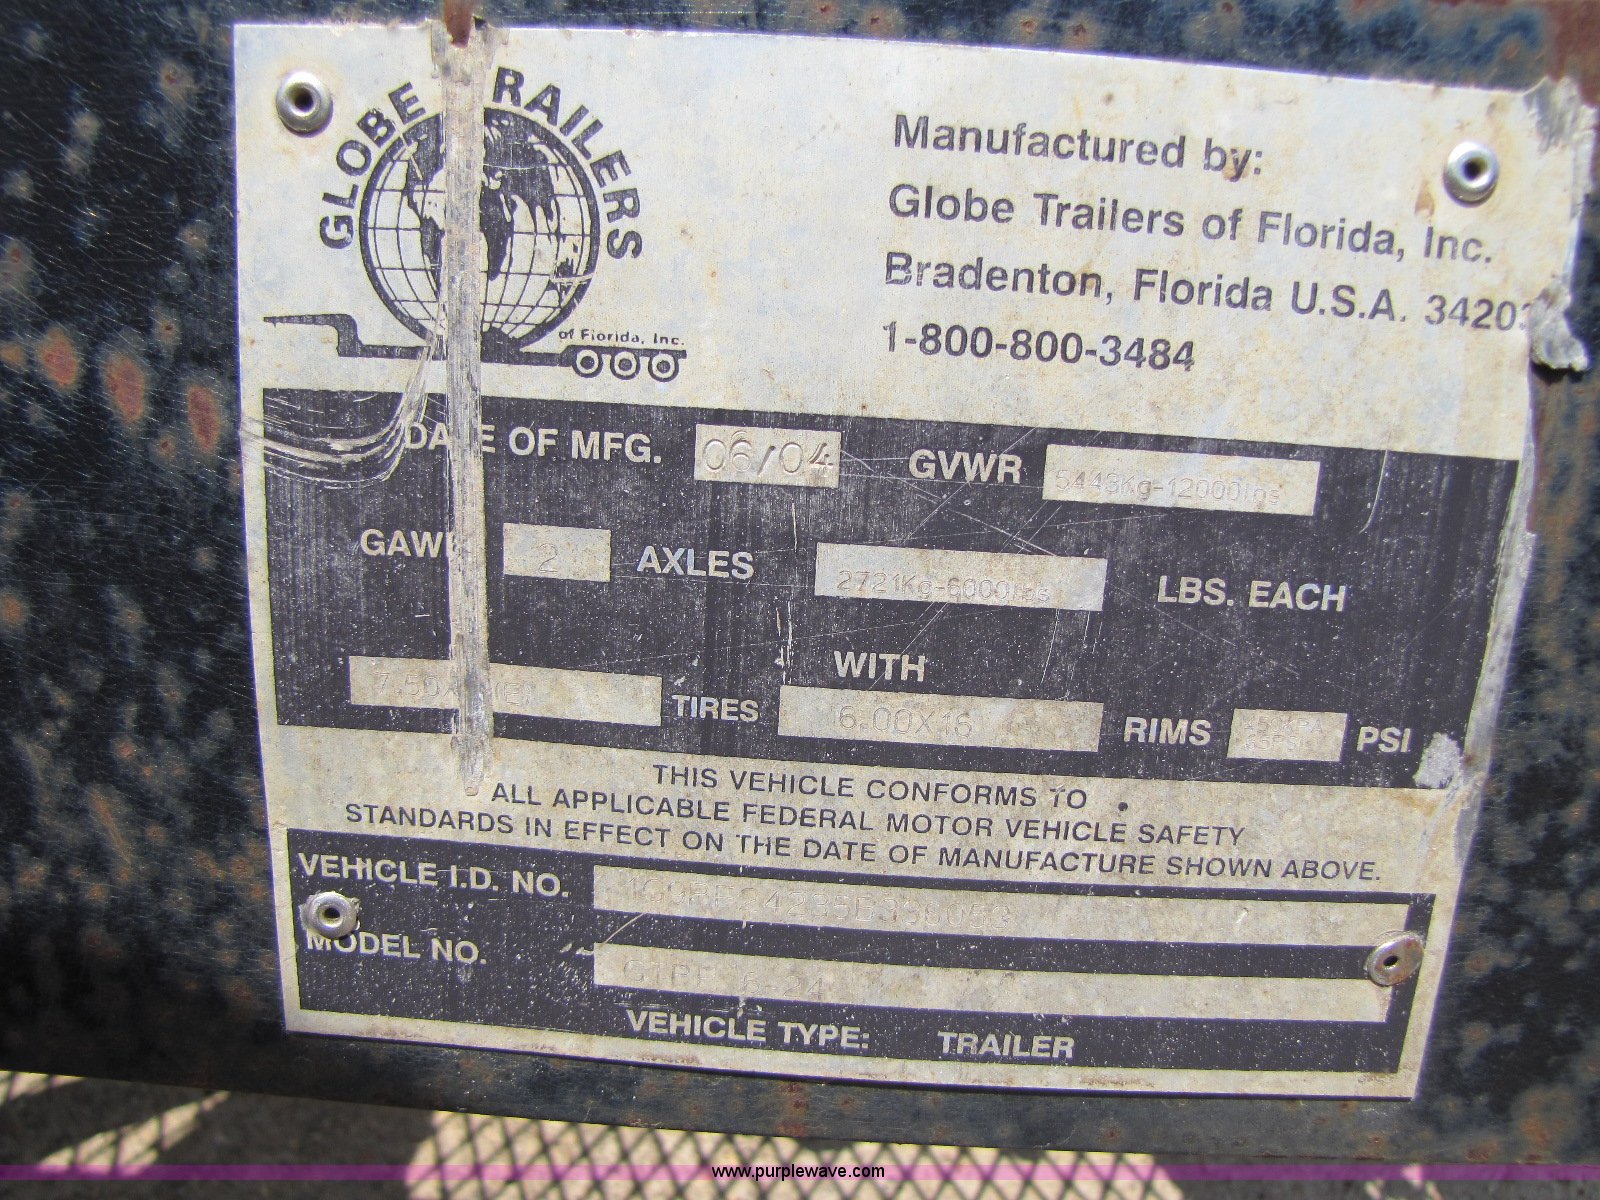 GLOBE TRAILERS
of Florida, Inc.
Manufactured by:
Globe Trailers of Florida, Inc.
Bradenton, Florida U.S.A. 34203
1-800-800-3484
DATE OF MFG. 06/04 GVWR 5443Kg-12000lbs
GAWR 2 AXLES 2721Kg-6000lbs LBS. EACH
WITH
TIRES 6.00X16 RIMS PSI
THIS VEHICLE CONFORMS TO
ALL APPLICABLE FEDERAL MOTOR VEHICLE SAFETY
STANDARDS IN EFFECT ON THE DATE OF MANUFACTURE SHOWN ABOVE.
VEHICLE I.D. NO.
MODEL NO.
VEHICLE TYPE: TRAILER
www.purplewave.com